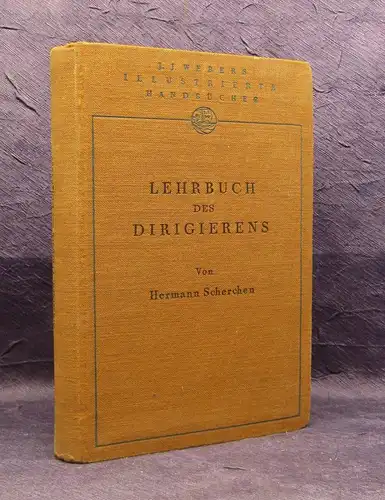 J.J. WEBERS
ILLUSTRIERTE
HANDBÜCHER
LEHRBUCH
DES
DIRIGIERENS
Von
Hermann Scherchen